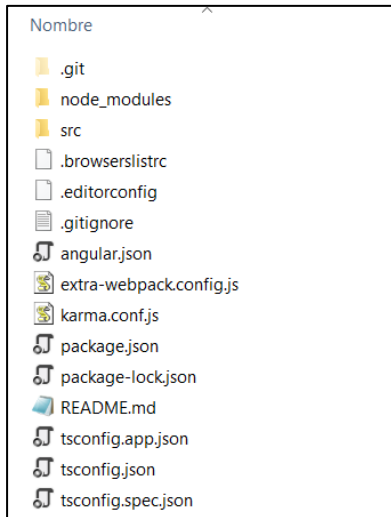 Nombre
.git
node_modules
src
.browserslistrc
.editorconfig
.gitignore
angular.json
extra-webpack.config.js
karma.conf.js
package.json
package-lock.json
README.md
tsconfig.app.json
tsconfig.json
tsconfig.spec.json